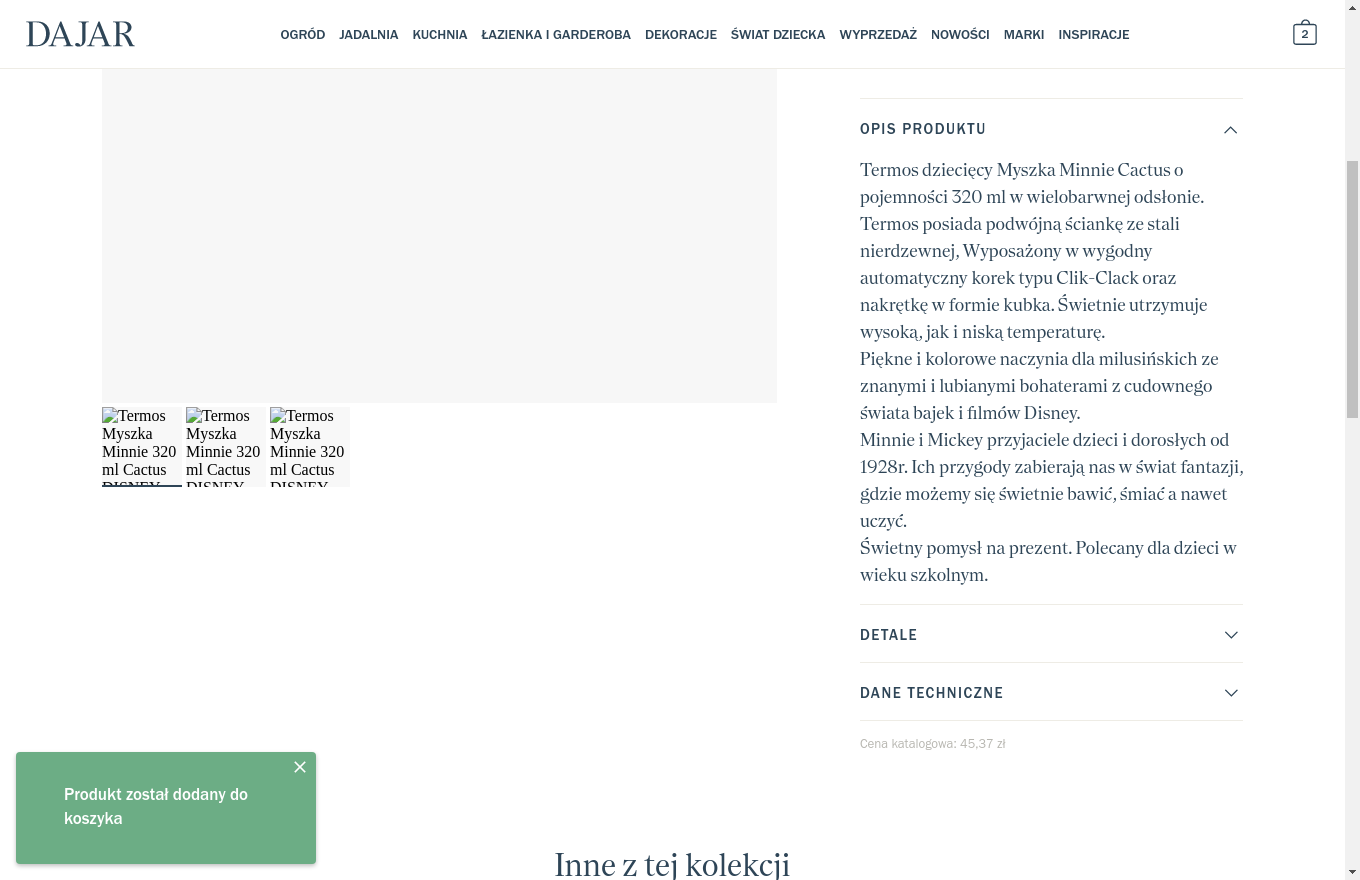 DAJAR
OGRÓD JADALNIA KUCHNIA ŁAZIENKA I GARDEROBA DEKORACJE ŚWIAT DZIECKA WYPRZEDAŻ NOWOŚCI MARKI INSPIRACJE
2
OPIS PRODUKTU
Termos dziecięcy Myszka Minnie Cactus o
pojemności 320 ml w wielobarwnej odsłonie.
Termos posiada podwójną ściankę ze stali
nierdzewnej, Wyposażony w wygodny
automatyczny korek typu Clik-Clack oraz
nakrętkę w formie kubka. Świetnie utrzymuje
wysoką, jak i niską temperaturę.
Piękne i kolorowe naczynia dla milusińskich ze
znanymi i lubianymi bohaterami z cudownego
świata bajek i filmów Disney.
Minnie i Mickey przyjaciele dzieci i dorosłych od
1928r. Ich przygody zabierają nas w świat fantazji,
gdzie możemy się świetnie bawić, śmiać a nawet
uczyć.
Świetny pomysł na prezent. Polecany dla dzieci w
wieku szkolnym.
DETALE
DANE TECHNICZNE
Cena katalogowa: 45,37 zł
Termos
Myszka
Minnie 320
ml Cactus
DISNEY
Termos
Myszka
Minnie 320
ml Cactus
DISNEY
Termos
Myszka
Minnie 320
ml Cactus
DISNEY
Produkt został dodany do
koszyka
Inne z tej kolekcji